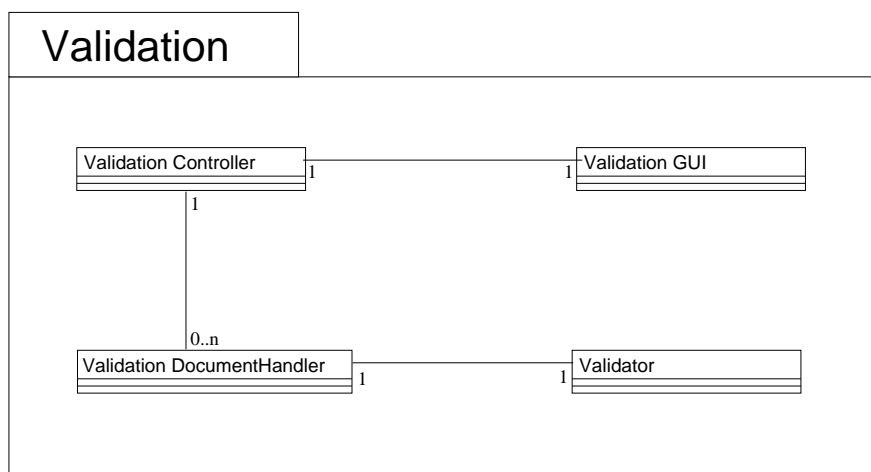 Validation
Validation Controller
Validation GUI
1
1
1
0..n
Validation DocumentHandler
Validator
1
1